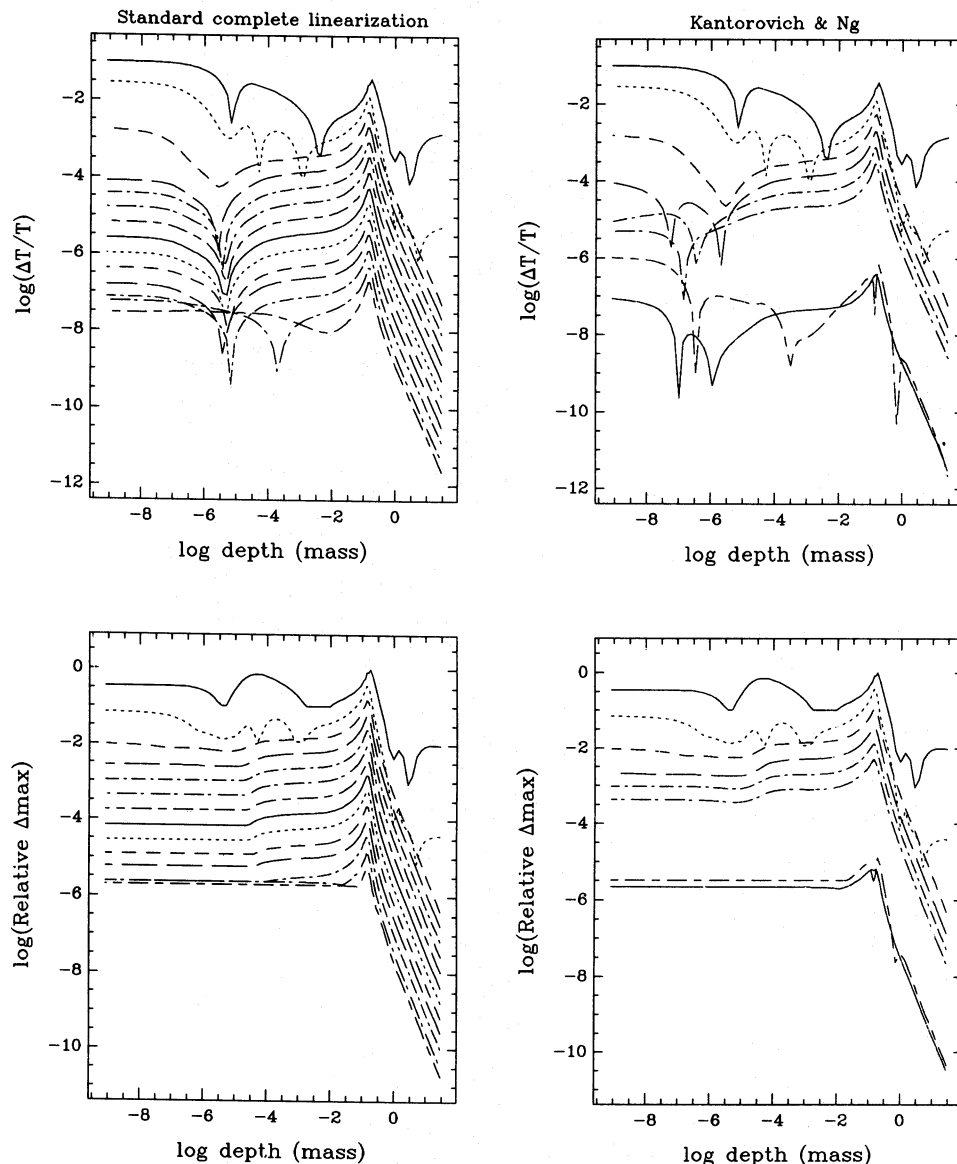 Standard complete linearization
Kantorovich & Ng
log(ΔT/T)
−2
−4
−6
−8
−10
−12
−8 −6 −4 −2 0
log depth (mass)
log(ΔT/T)
−2
−4
−6
−8
−10
−12
−8 −6 −4 −2 0
log depth (mass)
log(Relative Δmax)
0
−2
−4
−6
−8
−10
−8 −6 −4 −2 0
log depth (mass)
log(Relative Δmax)
0
−2
−4
−6
−8
−10
−8 −6 −4 −2 0
log depth (mass)